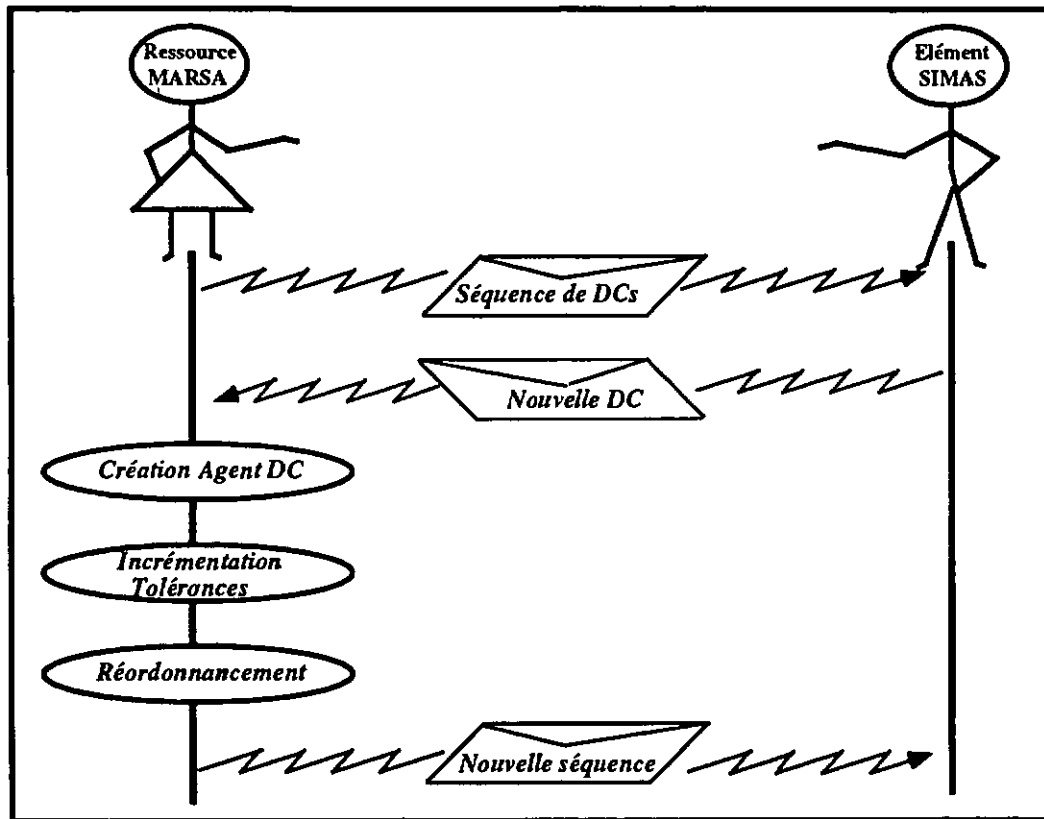 Ressource
MARSA
Elément
SIMAS
Séquence de DCs
Nouvelle DC
Création Agent DC
Incrémentation
Tolérances
Réordonnancement
Nouvelle séquence